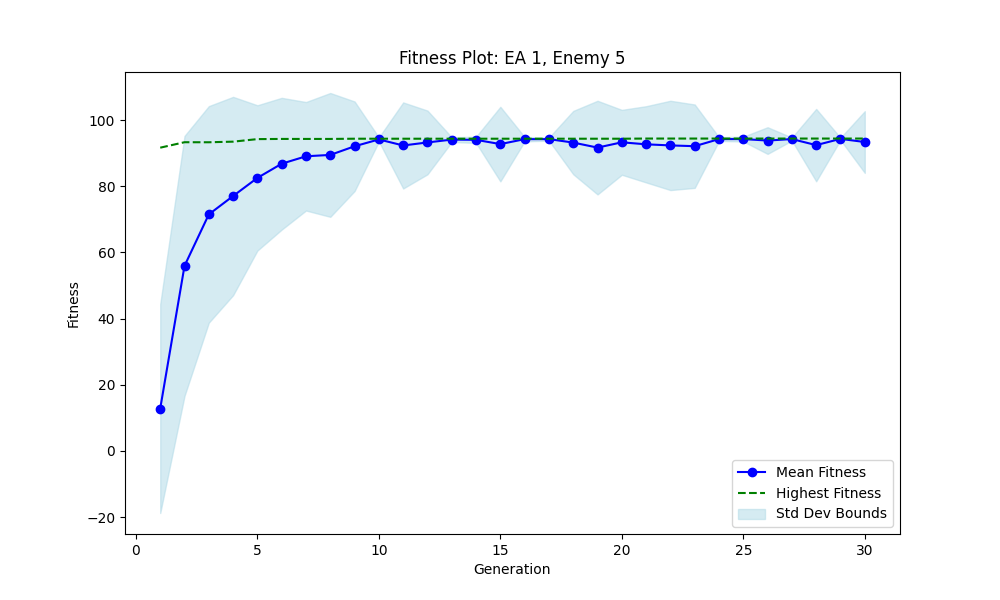 Fitness Plot: EA 1, Enemy 5
100
80
60
40
20
0
−20
Fitness
0 5 10 15 20 25 30
Generation
Mean Fitness
Highest Fitness
Std Dev Bounds